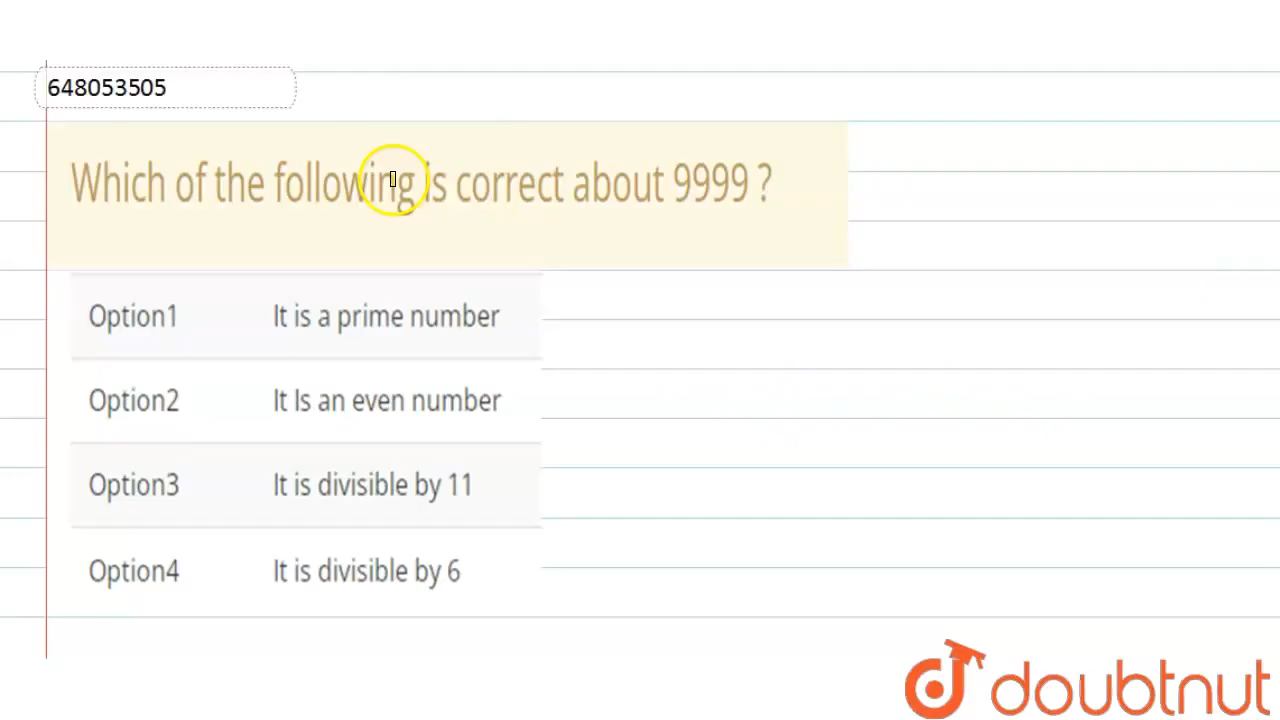 648053505
Which of the following is correct about 9999 ?
Option1 It is a prime number
Option2 It Is an even number
Option3 It is divisible by 11
Option4 It is divisible by 6
doubtnut